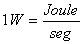 1W = Joule / seg